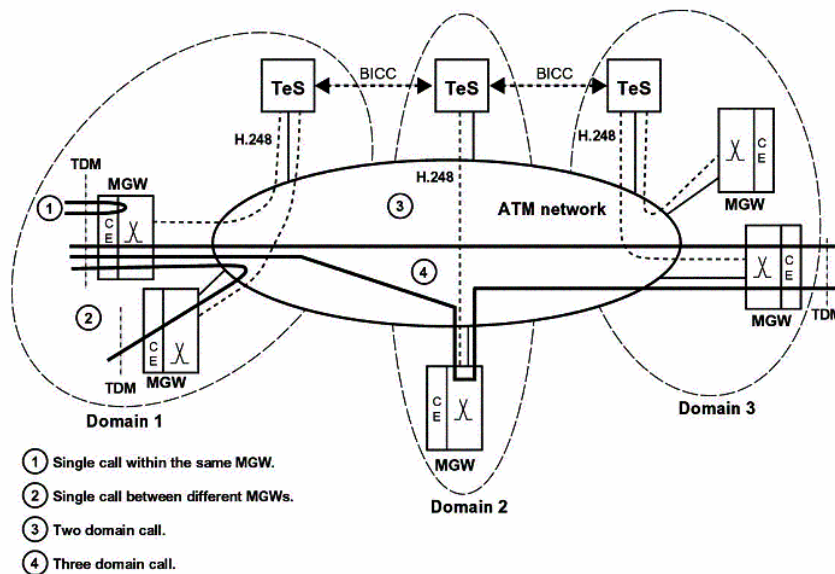 BICC
BICC
TeS
TeS
TeS
H.248
H.248
C
E
TDM
MGW
H.248
MGW
1
3
ATM network
C
E
4
C
E
2
C
E
MGW
TDM
TDM
MGW
C
E
Domain 1
Domain 3
MGW
1 Single call within the same MGW.
2 Single call between different MGWs.
Domain 2
3 Two domain call.
4 Three domain call.